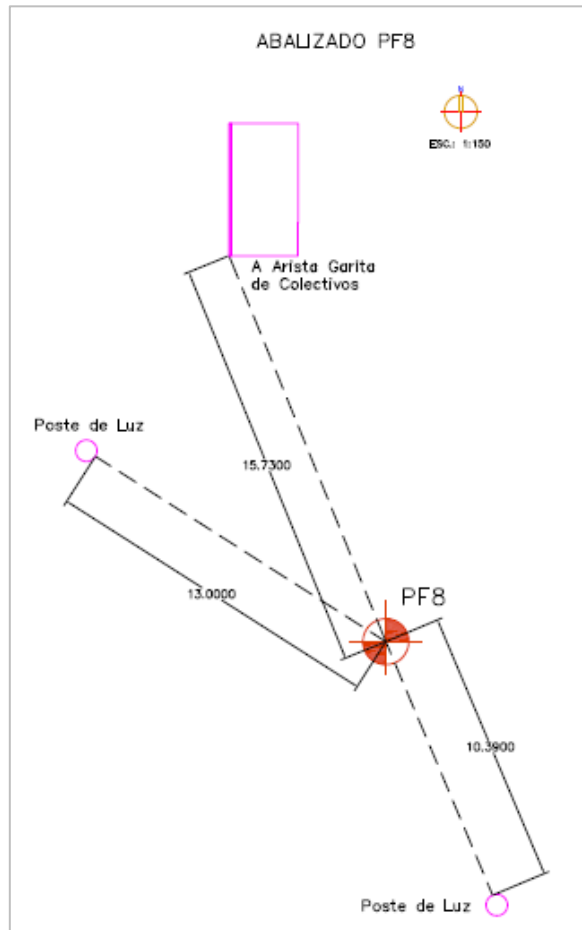 ABALIZADO PF8
N
ESC.: 1:150
A Arista Garita
de Colectivos
Poste de Luz
15.7300
13.0000
PF8
10.3900
Poste de Luz